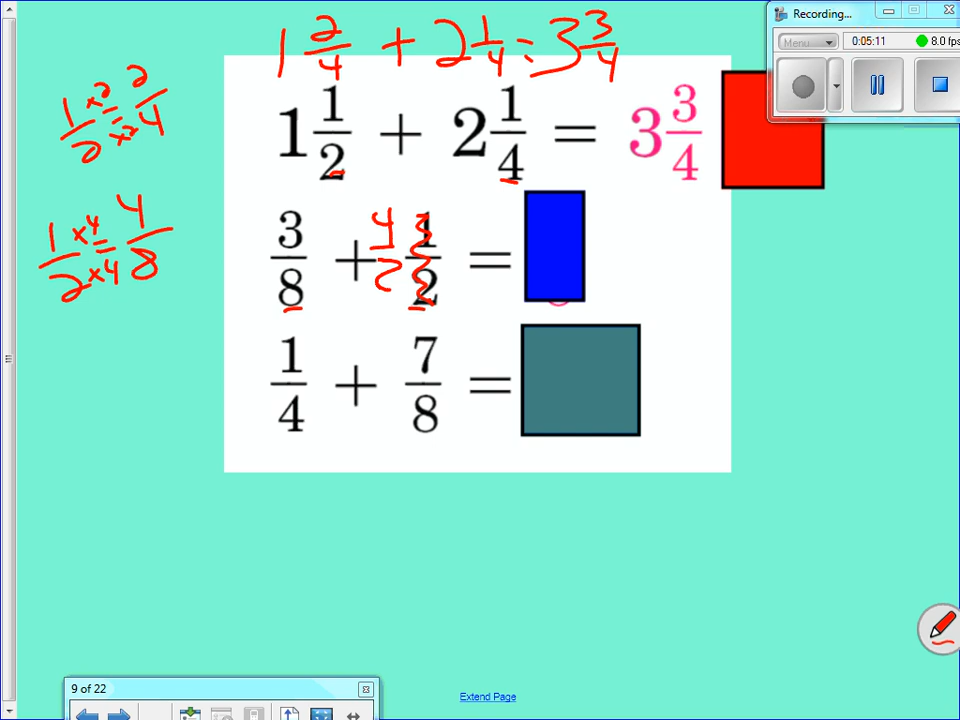 Recording...
Menu 0:05:11 8.0 fps
1 2/4 + 2 1/4 = 3 3/4
1/2 ×2/×2 = 2/4
1 1/2 + 2 1/4 = 3 3/4
1/2 ×4/×4 = 4/8
3/8 + 4/2 1/2 =
1/4 + 7/8 =
9 of 22
Extend Page